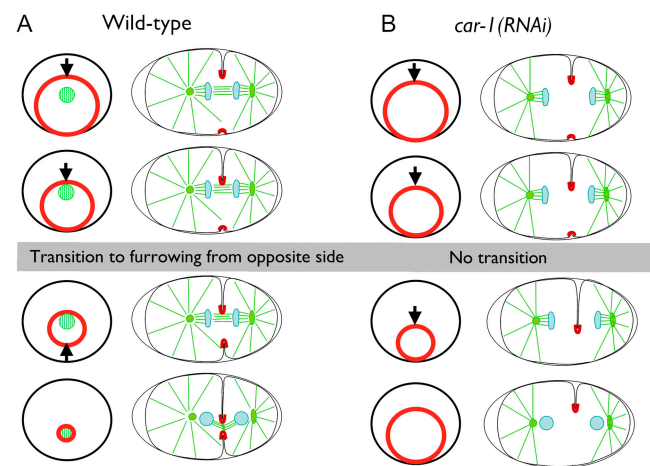 A
Wild-type
B
car-1(RNAi)
Transition to furrowing from opposite side
No transition